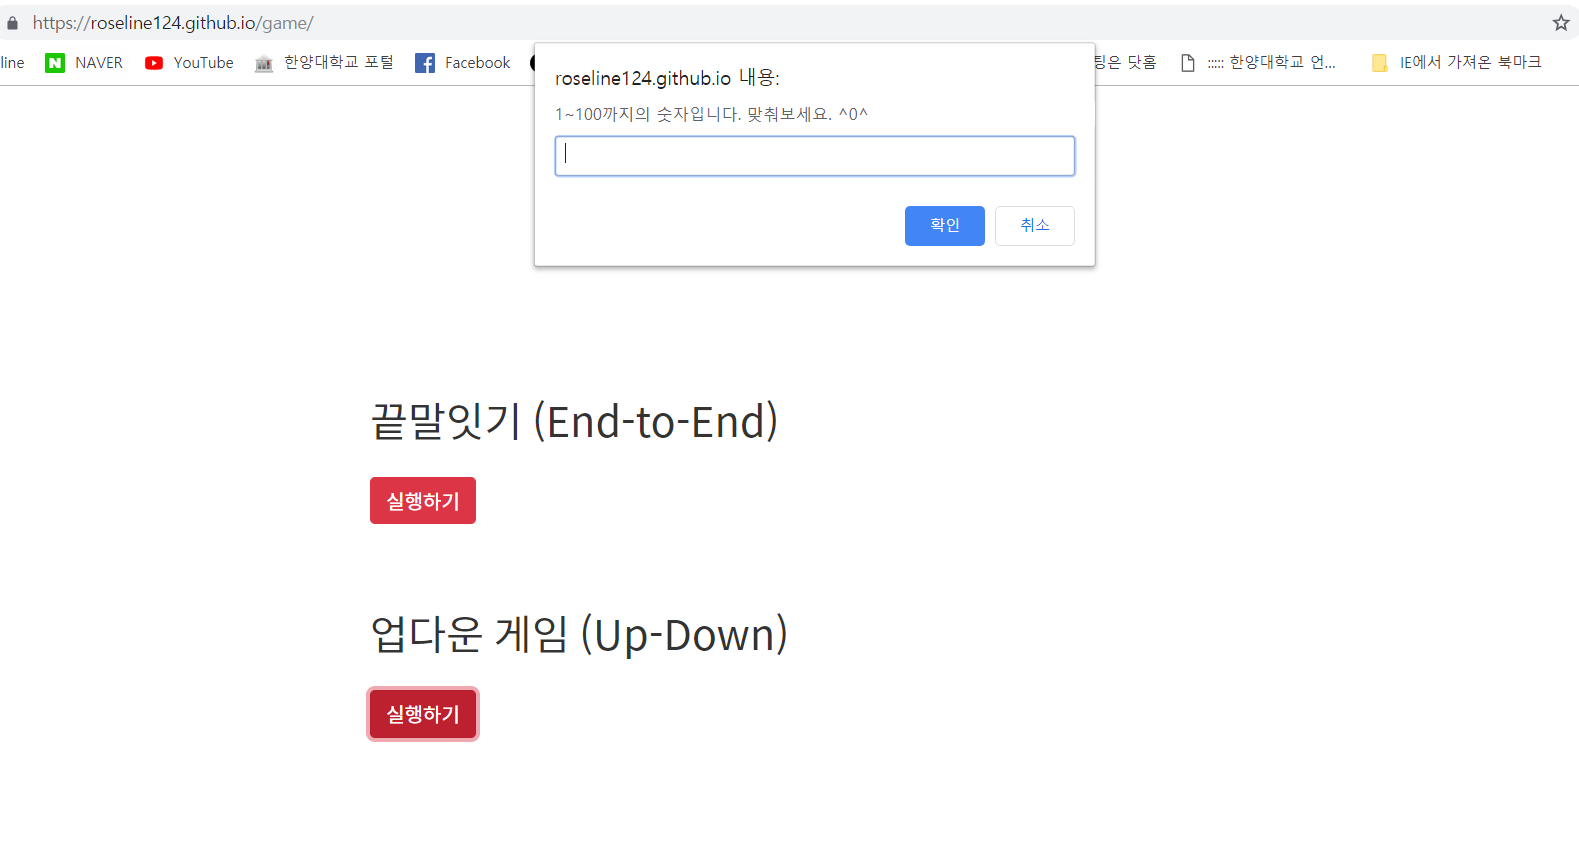 https://roseline124.github.io/game/
line NAVER YouTube 한양대학교 포털 Facebook 팅은 닷홈 ::::: 한양대학교 언... IE에서 가져온 북마크
roseline124.github.io 내용:
1~100까지의 숫자입니다. 맞춰보세요. ^0^
확인 취소
끝말잇기 (End-to-End)
실행하기
업다운 게임 (Up-Down)
실행하기